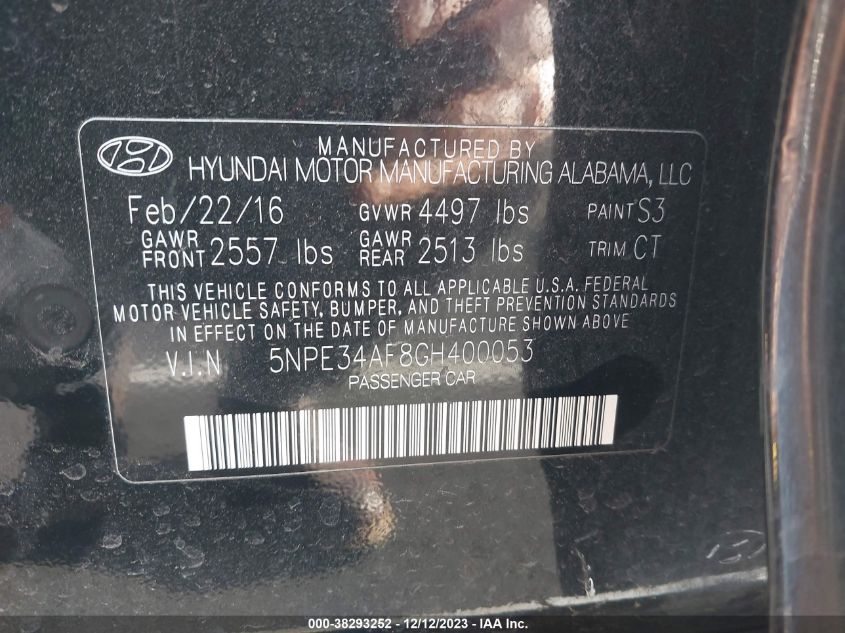 MANUFACTURED BY
HYUNDAI MOTOR MANUFACTURING ALABAMA, LLC
Feb/22/16 GVWR 4497 lbs PAINT S3
GAWR FRONT 2557 lbs GAWR REAR 2513 lbs TRIM CT
THIS VEHICLE CONFORMS TO ALL APPLICABLE U.S.A. FEDERAL
MOTOR VEHICLE SAFETY, BUMPER, AND THEFT PREVENTION STANDARDS
IN EFFECT ON THE DATE OF MANUFACTURE SHOWN ABOVE
V.I.N 5NPE34AF8GH400053
PASSENGER CAR
000-38293252 - 12/12/2023 - IAA Inc.